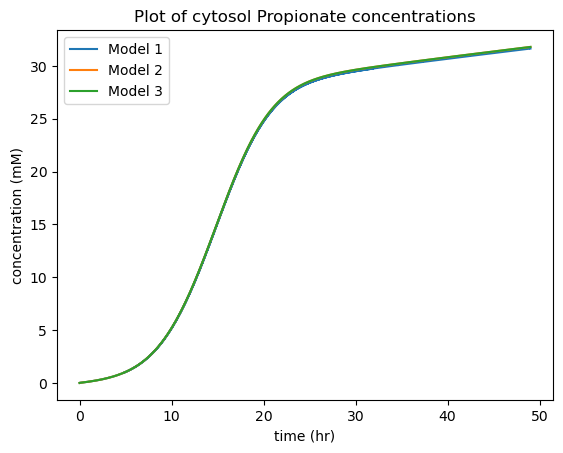 Plot of cytosol Propionate concentrations
Model 1
Model 2
Model 3
concentration (mM)
30
25
20
15
10
5
0
0 10 20 30 40 50
time (hr)